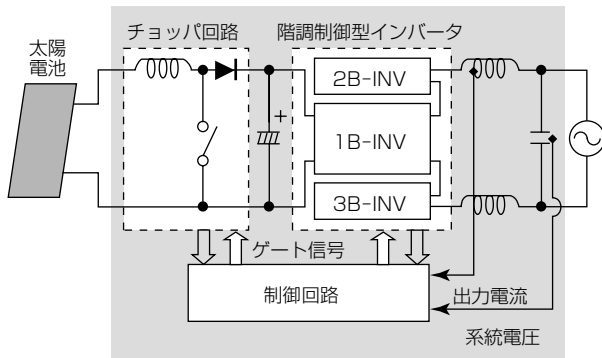 チョッパ回路
階調制御型インバータ
太陽
電池
2B-INV
+
1B-INV
3B-INV
ゲート信号
制御回路
出力電流
系統電圧